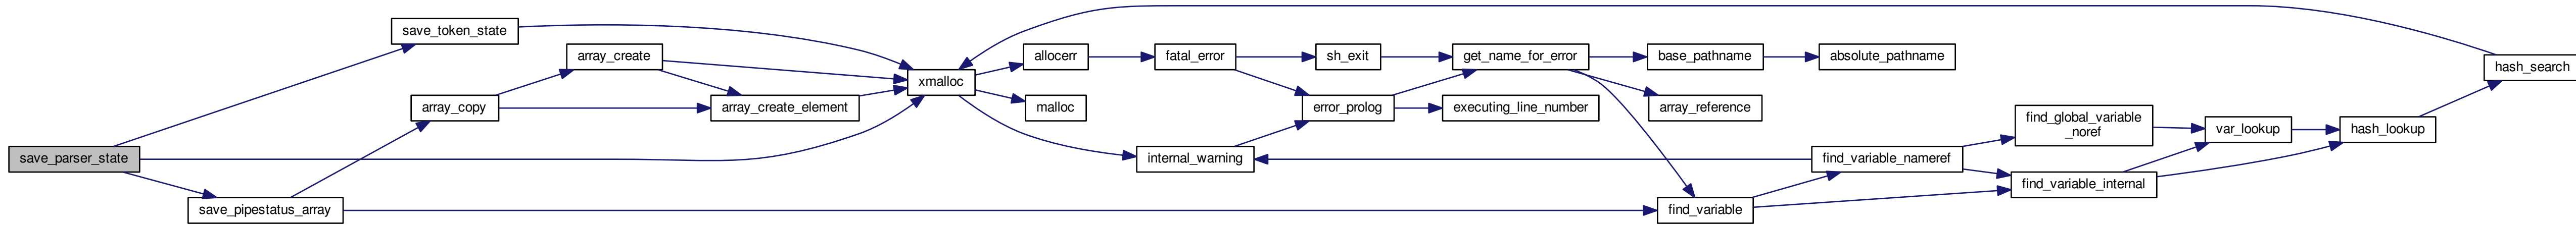 save_parser_state
save_token_state
array_copy
save_pipestatus_array
array_create
array_create_element
xmalloc
allocerr
malloc
internal_warning
fatal_error
sh_exit
error_prolog
get_name_for_error
executing_line_number
base_pathname
array_reference
find_variable
absolute_pathname
find_variable_nameref
find_global_variable
_noref
find_variable_internal
var_lookup
hash_lookup
hash_search